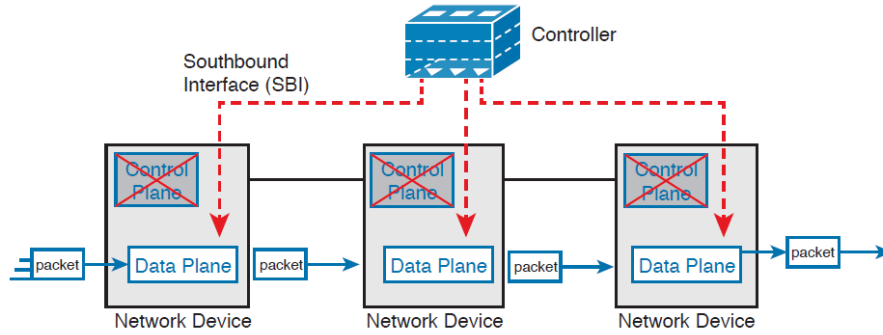 Controller
Southbound
Interface (SBI)
Control
Plane
Control
Plane
Control
Plane
packet
Data Plane
packet
Data Plane
packet
Data Plane
packet
Network Device
Network Device
Network Device